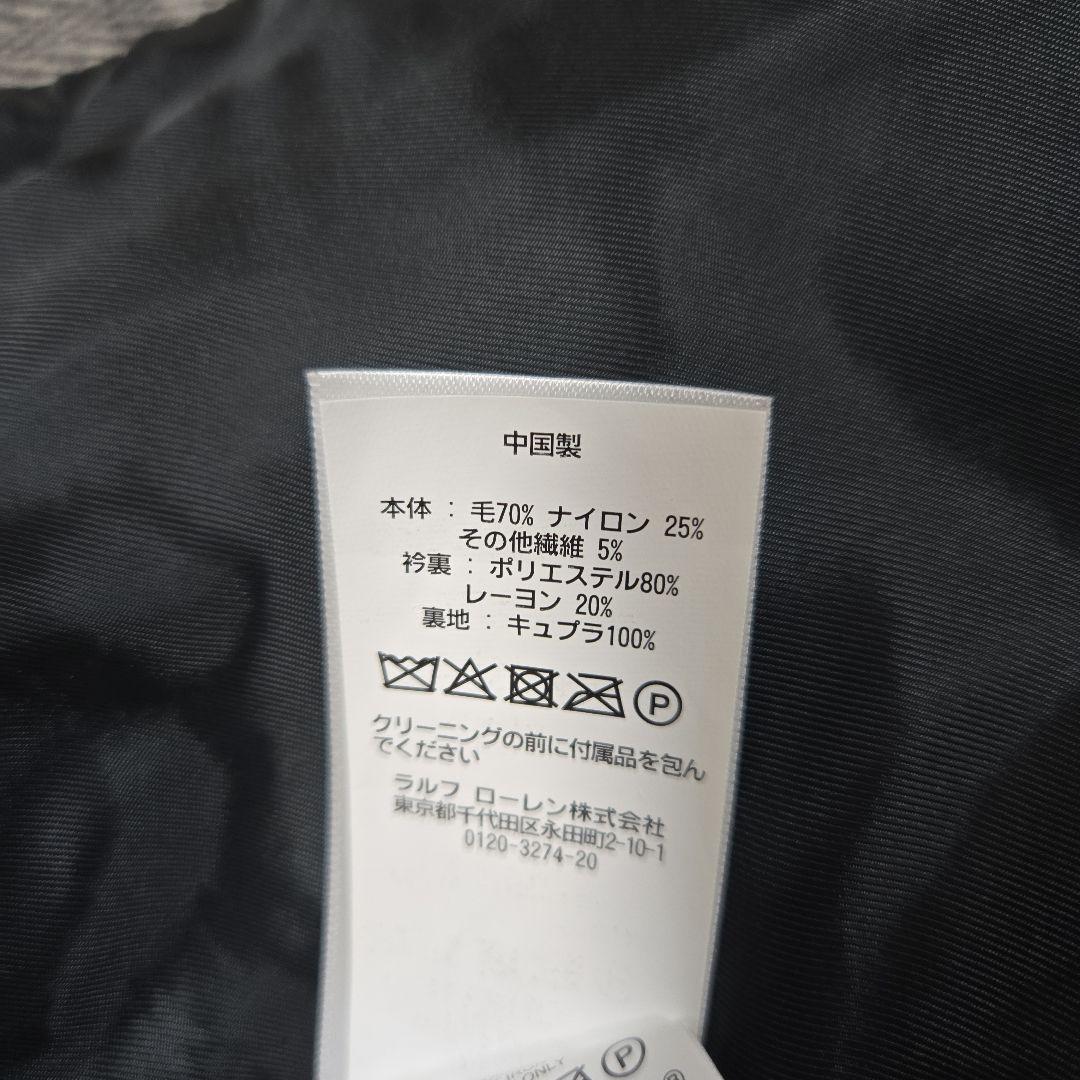 中国製
本体 : 毛70% ナイロン 25%
その他繊維 5%
衿裏 : ポリエステル80%
レーヨン 20%
裏地 : キュプラ100%
P
クリーニングの前に付属品を包ん
でください
ラルフ ローレン株式会社
東京都千代田区永田町2-10-1
0120-3274-20
ONLY
P